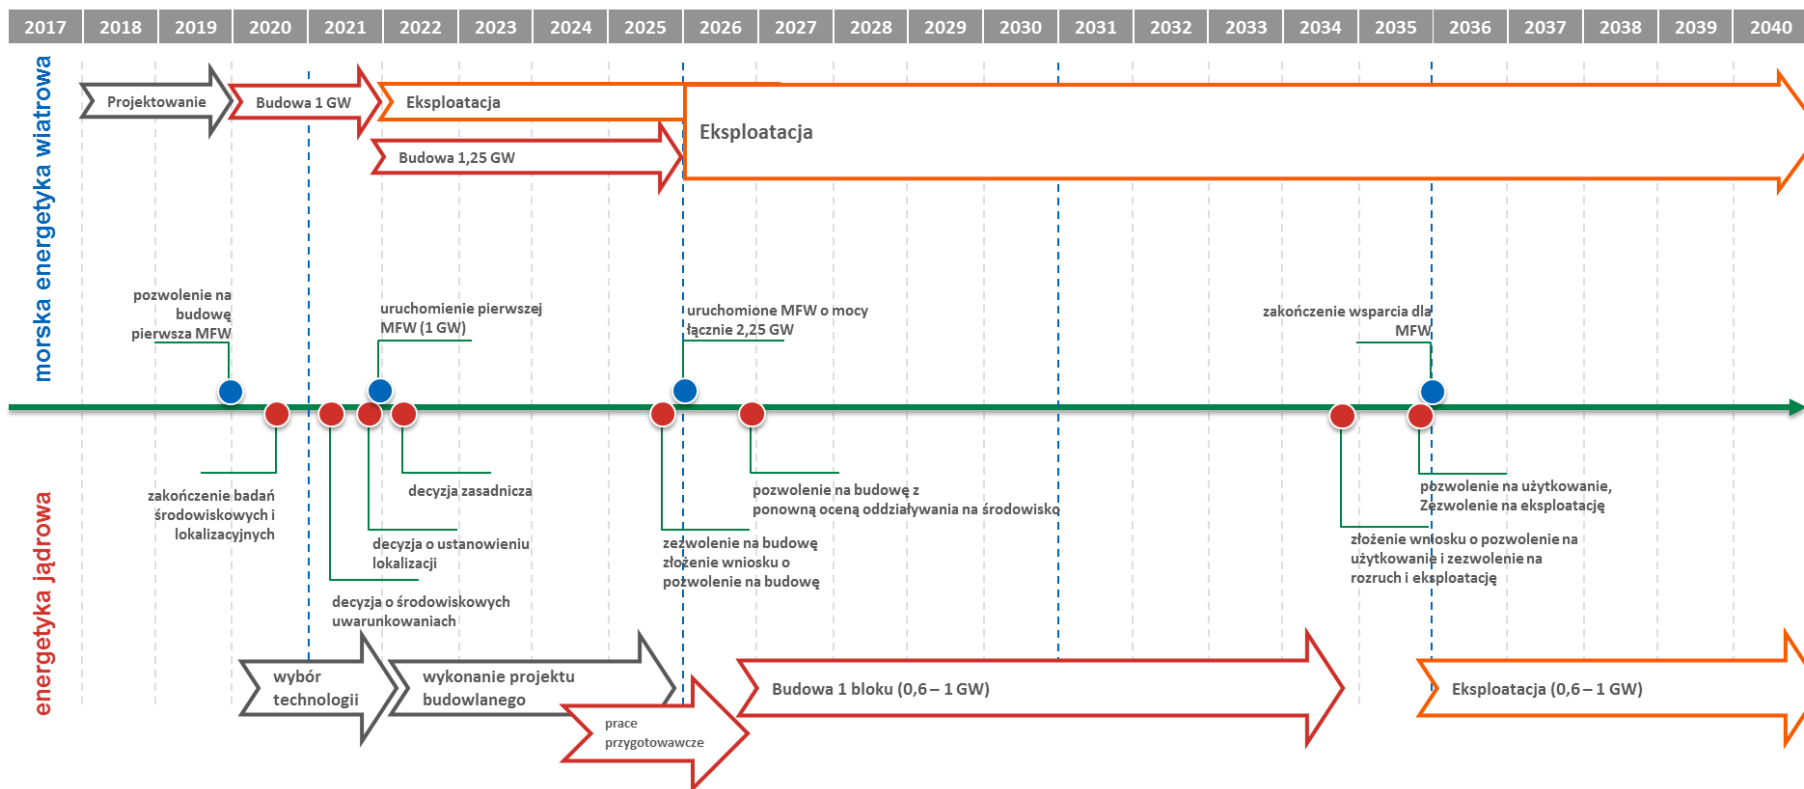 2017 2018 2019 2020 2021 2022 2023 2024 2025 2026 2027 2028 2029 2030 2031 2032 2033 2034 2035 2036 2037 2038 2039 2040
morska energetyka wiatrowa
Projektowanie
Budowa 1 GW
Eksploatacja
Budowa 1,25 GW
Eksploatacja
pozwolenie na
budowę
pierwsza MFW
uruchomienie pierwszej
MFW (1 GW)
uruchomione MFW o mocy
łącznie 2,25 GW
zakończenie wsparcia dla
MFW
energetyka jądrowa
zakończenie badań
środowiskowych i
lokalizacyjnych
decyzja o środowiskowych
uwarunkowaniach
decyzja o ustanowieniu
lokalizacji
decyzja zasadnicza
zezwolenie na budowę
złożenie wniosku o
pozwolenie na budowę
pozwolenie na budowę z
ponowną oceną oddziaływania na środowisko
złożenie wniosku o pozwolenie na
użytkowanie i zezwolenie na
rozruch i eksploatację
pozwolenie na użytkowanie,
Zezwolenie na eksploatację
wybór
technologii
wykonanie projektu
budowlanego
prace
przygotowawcze
Budowa 1 bloku (0,6 – 1 GW)
Eksploatacja (0,6 – 1 GW)